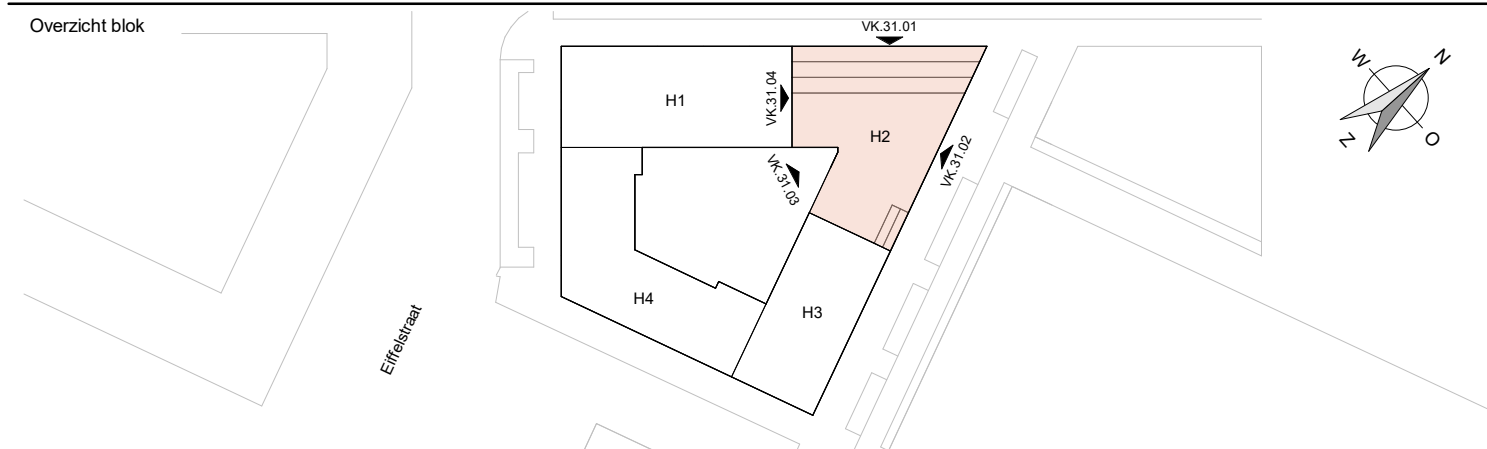 Overzicht blok
VK.31.01
W
N
H1
VK.31.04
H2
VK.31.02
Z
O
VK.31.03
H4
H3
Eiffelstraat